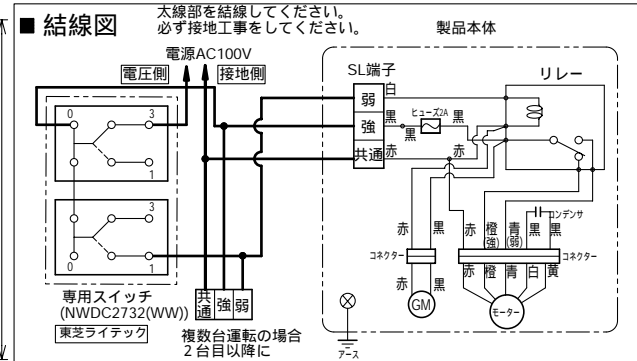 ■ 結線図
太線部を結線してください。
必ず接地工事をしてください。
製品本体
電源AC100V
電圧側
接地側
SL端子
リレー
弱
白
強
黒
黒
ヒューズ2A
黒
共通
赤
赤
0
3
1
3
0
1
専用スイッチ
(NWDC2732(WW))
東芝ライテック
共通
強
弱
複数台運転の場合
2台目以降に
赤
黒
赤
橙(強)
青(弱)
黒
コンデンサ
黒
コネクター
コネクター
赤
黒
赤
橙
青
白
黄
GM
モーター
アース